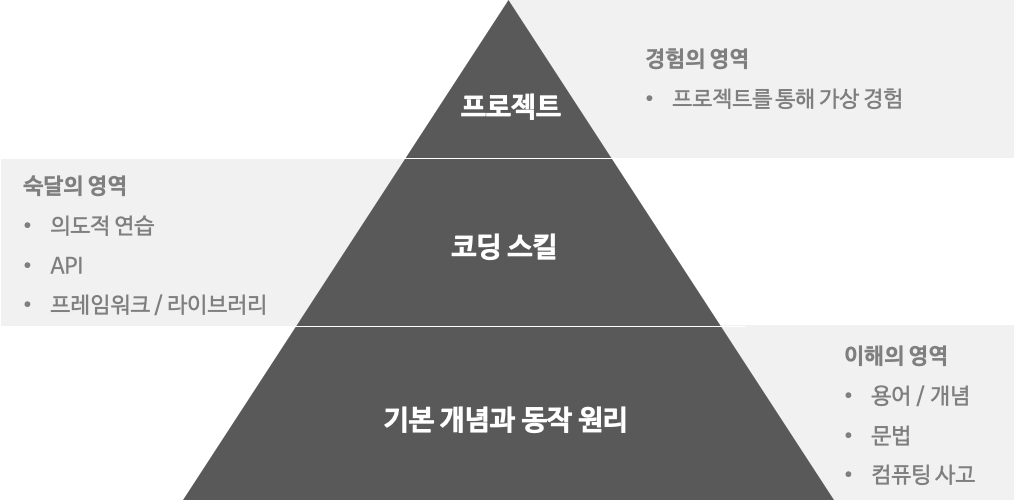 프로젝트
경험의 영역
• 프로젝트를 통해 가상 경험
숙달의 영역
• 의도적 연습
• API
• 프레임워크 / 라이브러리
코딩 스킬
기본 개념과 동작 원리
이해의 영역
• 용어 / 개념
• 문법
• 컴퓨팅 사고